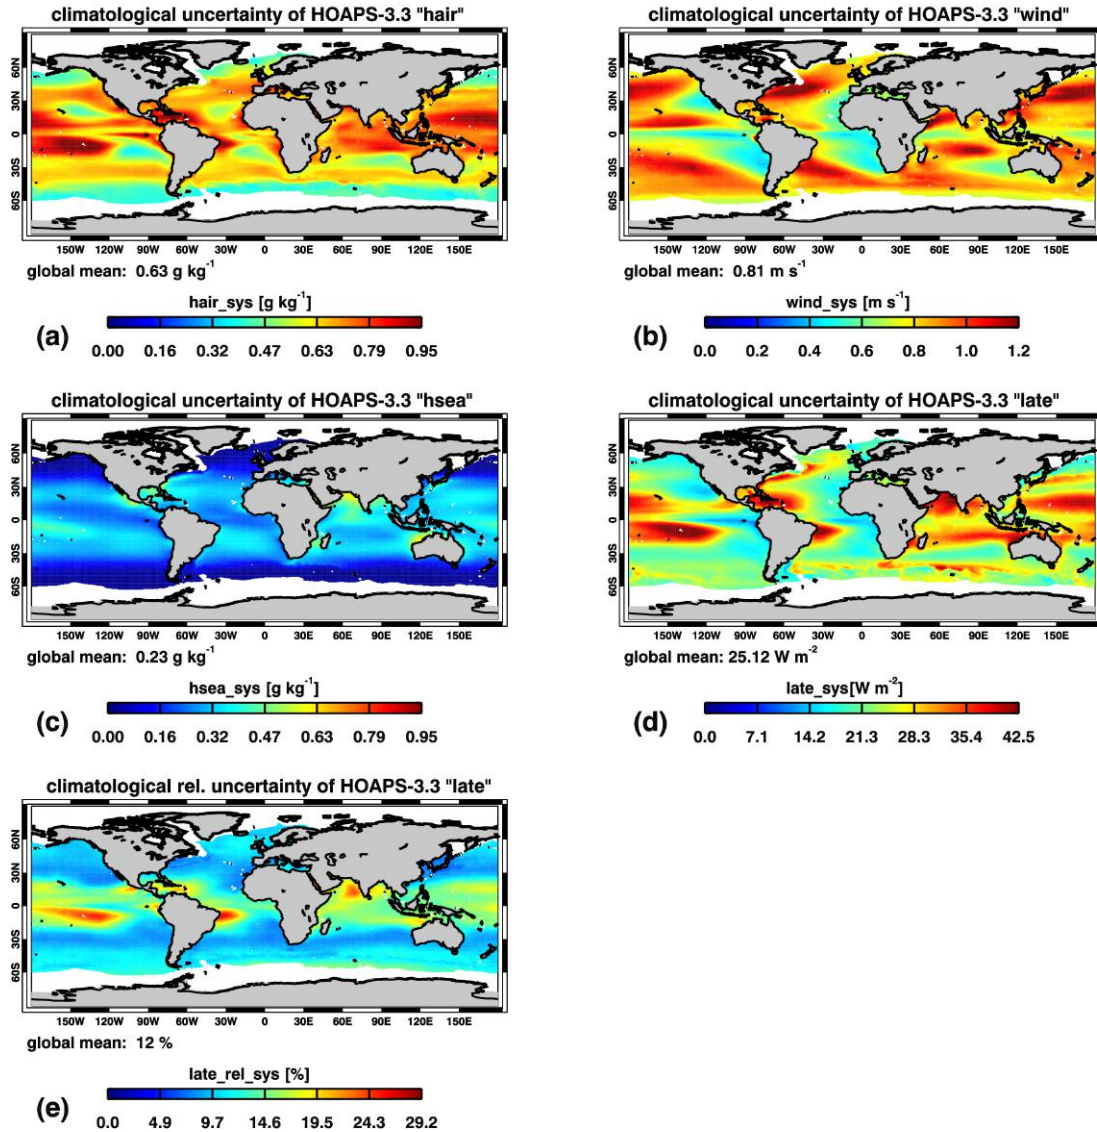 climatological uncertainty of HOAPS-3.3 "hair"
60N
30N
0
30S
60S
150W 120W 90W 60W 30W 0 30E 60E 90E 120E 150E
global mean: 0.63 g kg⁻¹
hair_sys [g kg⁻¹]
(a)
0.00 0.16 0.32 0.47 0.63 0.79 0.95
climatological uncertainty of HOAPS-3.3 "wind"
60N
30N
0
30S
60S
150W 120W 90W 60W 30W 0 30E 60E 90E 120E 150E
global mean: 0.81 m s⁻¹
wind_sys [m s⁻¹]
(b)
0.0 0.2 0.4 0.6 0.8 1.0 1.2
climatological uncertainty of HOAPS-3.3 "hsea"
60N
30N
0
30S
60S
150W 120W 90W 60W 30W 0 30E 60E 90E 120E 150E
global mean: 0.23 g kg⁻¹
hsea_sys [g kg⁻¹]
(c)
0.00 0.16 0.32 0.47 0.63 0.79 0.95
climatological uncertainty of HOAPS-3.3 "late"
60N
30N
0
30S
60S
150W 120W 90W 60W 30W 0 30E 60E 90E 120E 150E
global mean: 25.12 W m⁻²
late_sys[W m⁻²]
(d)
0.0 7.1 14.2 21.3 28.3 35.4 42.5
climatological rel. uncertainty of HOAPS-3.3 "late"
60N
30N
0
30S
60S
150W 120W 90W 60W 30W 0 30E 60E 90E 120E 150E
global mean: 12 %
late_rel_sys [%]
(e)
0.0 4.9 9.7 14.6 19.5 24.3 29.2